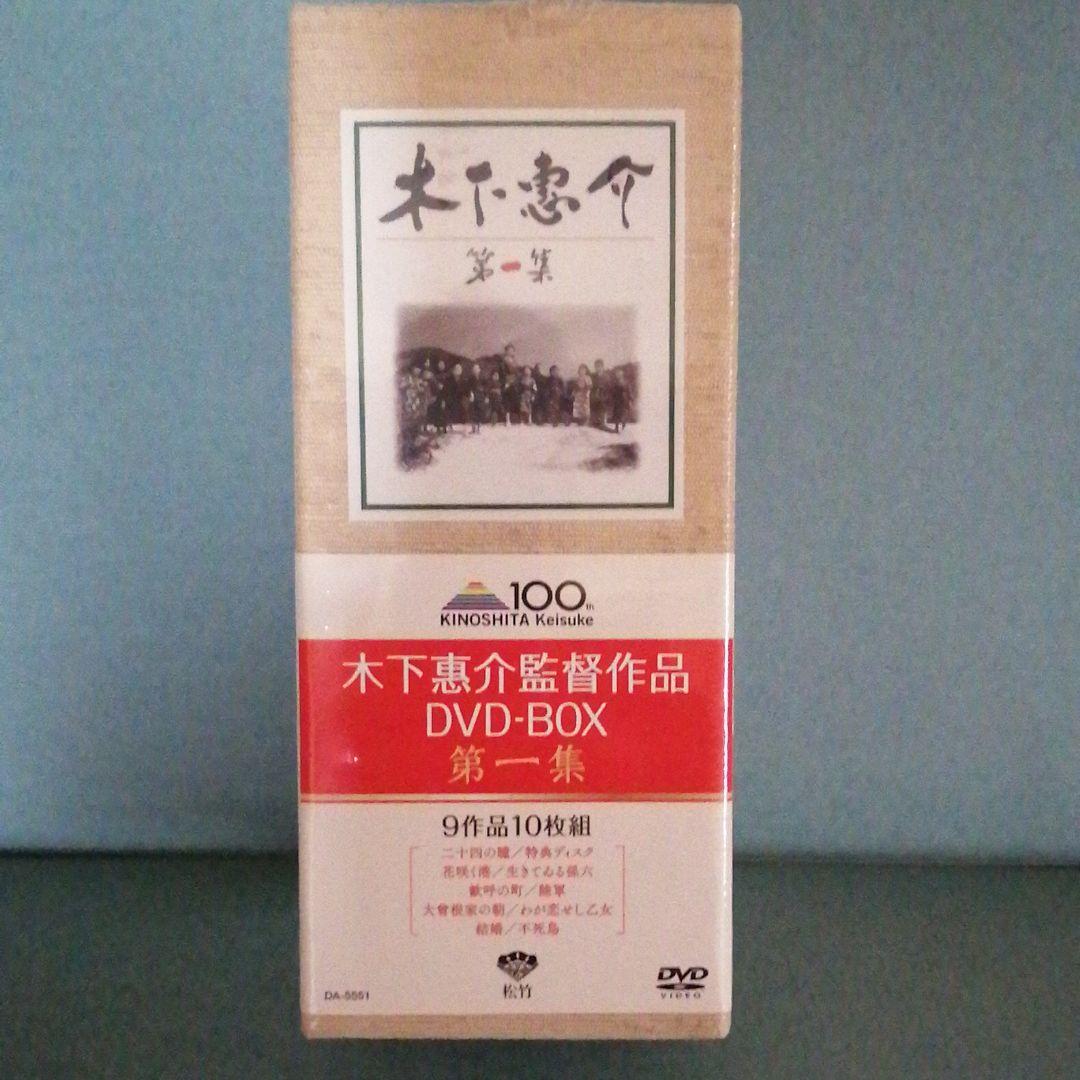 木下惠介
第一集
100th
KINOSHITA Keisuke
木下惠介監督作品
DVD-BOX
第一集
9作品10枚組
二十四の瞳/特典ディスク
花咲く港/生きてゐる孫六
歓呼の町/陸軍
大曾根家の朝/わが恋せし乙女
結婚/不死鳥
松竹
DA-5551
DVD
VIDEO